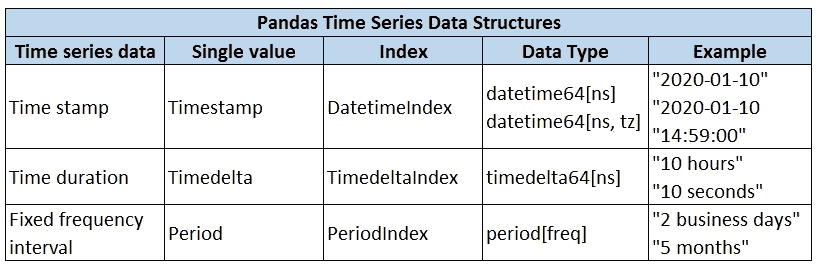 Pandas Time Series Data Structures
Time series data Single value Index Data Type Example
Time stamp Timestamp DatetimeIndex datetime64[ns] datetime64[ns, tz] "2020-01-10" "2020-01-10 "14:59:00"
Time duration Timedelta TimedeltaIndex timedelta64[ns] "10 hours" "10 seconds"
Fixed frequency interval Period PeriodIndex period[freq] "2 business days" "5 months"